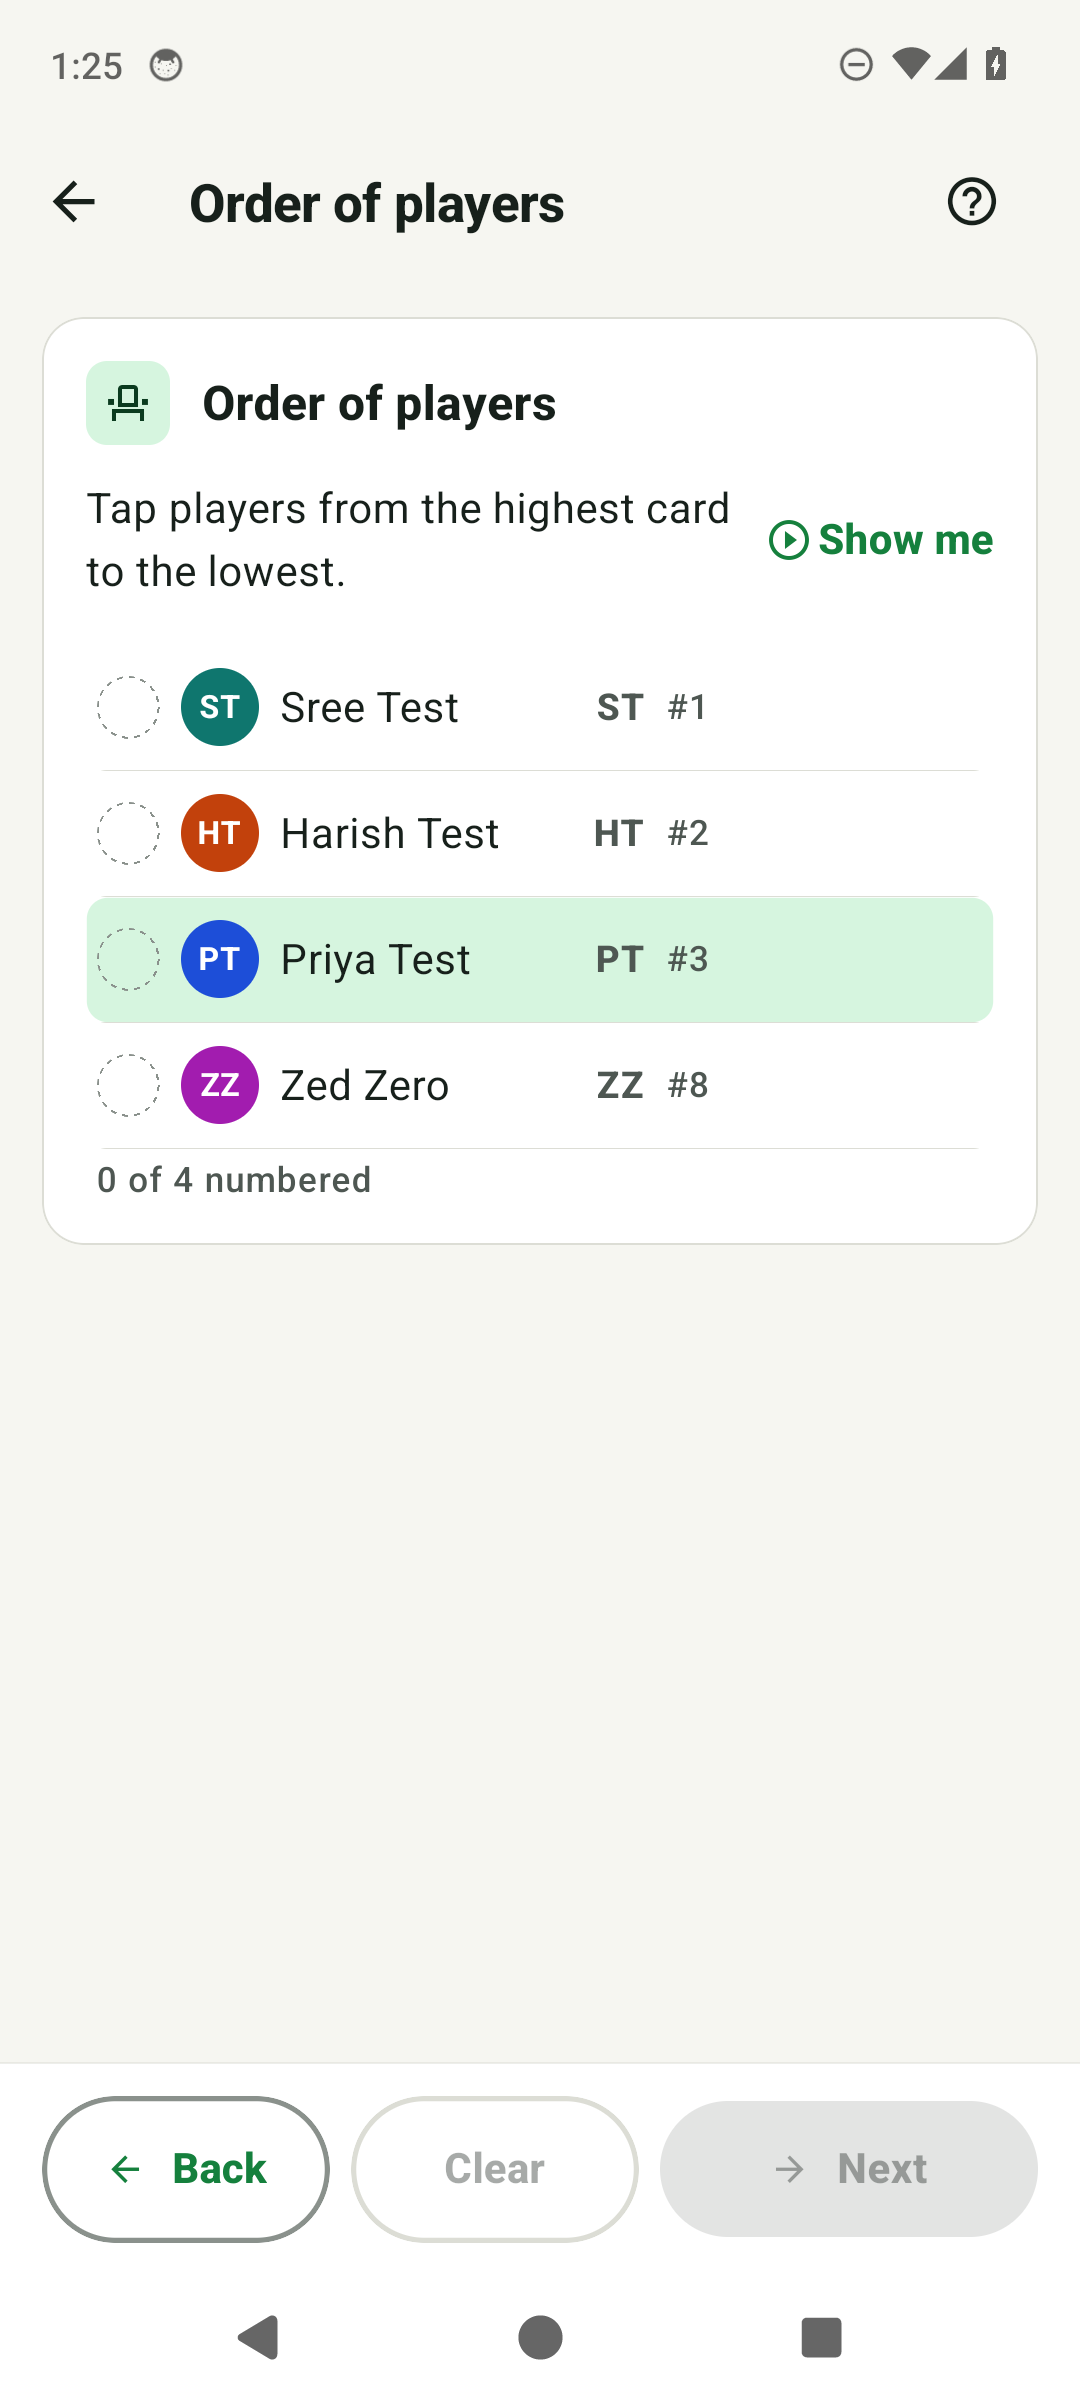 1:25
Order of players
Order of players
Tap players from the highest card
to the lowest.
Show me
ST Sree Test ST #1
HT Harish Test HT #2
PT Priya Test PT #3
ZZ Zed Zero ZZ #8
0 of 4 numbered
Back Clear Next